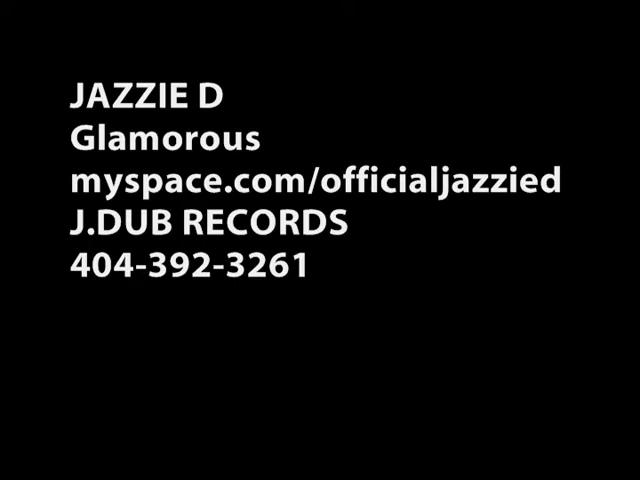 JAZZIE D
Glamorous
myspace.com/officialjazzied
J.DUB RECORDS
404-392-3261